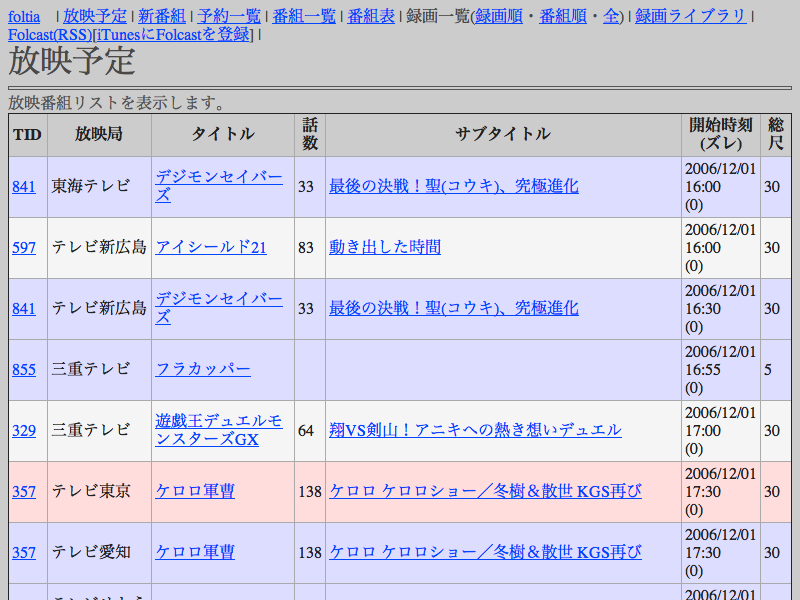 foltia | 放映予定 | 新番組 | 予約一覧 | 番組一覧 | 番組表 | 録画一覧(録画順・番組順・全) | 録画ライブラリ |
Folcast(RSS)[iTunesにFolcastを登録] |
放映予定
放映番組リストを表示します。
TID 放映局 タイトル 話数 サブタイトル 開始時刻(ズレ) 総尺
841 東海テレビ デジモンセイバーズ 33 最後の決戦！聖(コウキ)、究極進化 2006/12/01 16:00 (0) 30
597 テレビ新広島 アイシールド21 83 動き出した時間 2006/12/01 16:00 (0) 30
841 テレビ新広島 デジモンセイバーズ 33 最後の決戦！聖(コウキ)、究極進化 2006/12/01 16:30 (0) 30
855 三重テレビ フラカッパー 2006/12/01 16:55 (0) 5
329 三重テレビ 遊戯王デュエルモンスターズGX 64 翔VS剣山！アニキへの熱き想いデュエル 2006/12/01 17:00 (0) 30
357 テレビ東京 ケロロ軍曹 138 ケロロ ケロロショー／冬樹＆散世 KGS再び 2006/12/01 17:30 (0) 30
357 テレビ愛知 ケロロ軍曹 138 ケロロ ケロロショー／冬樹＆散世 KGS再び 2006/12/01 17:30 (0) 30
2006/12/01